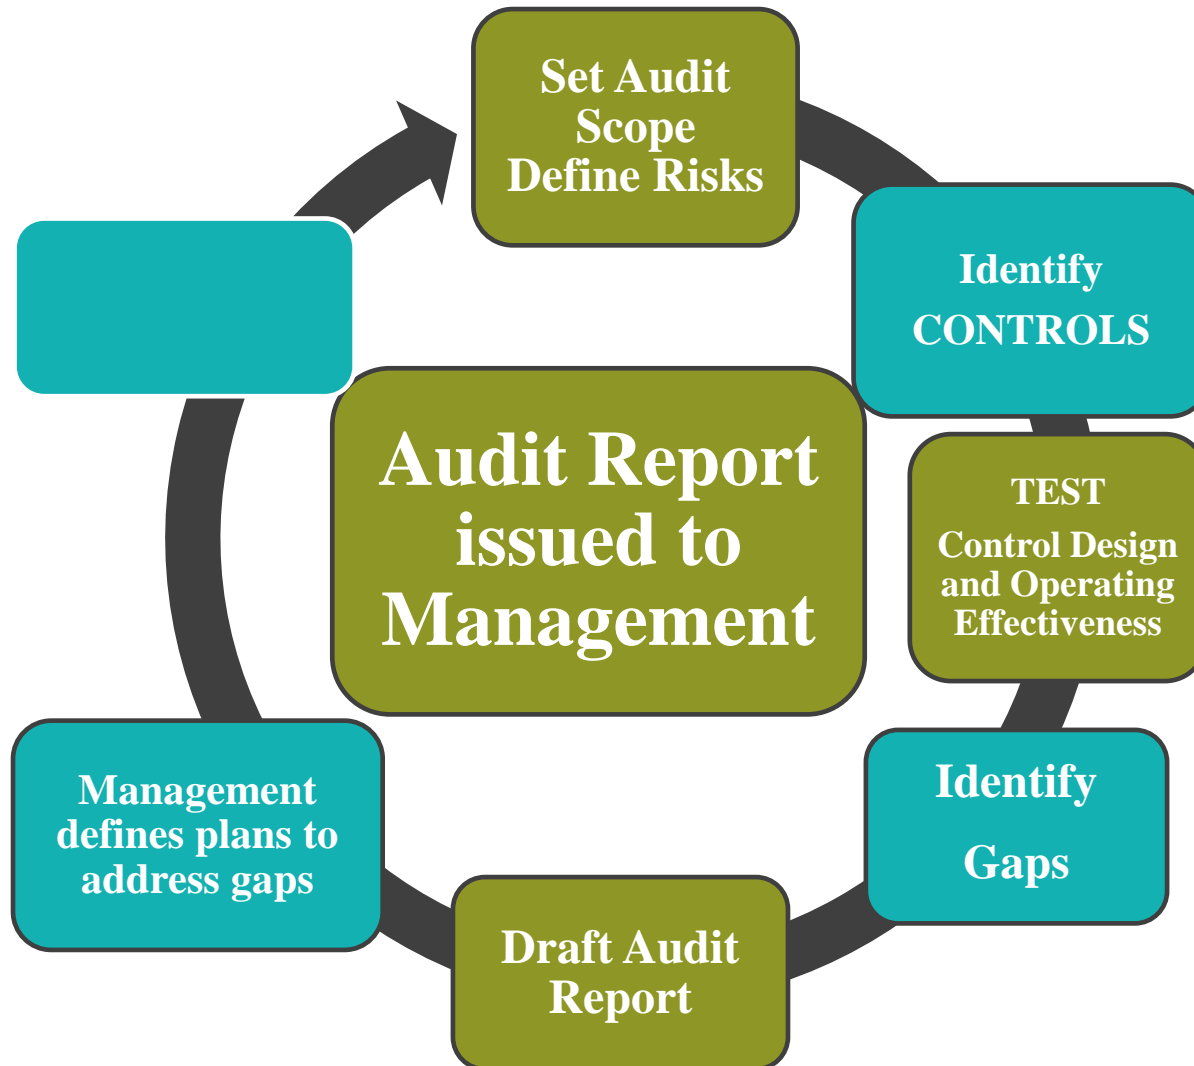 Set Audit
Scope
Define Risks
Identify
CONTROLS
TEST
Control Design
and Operating
Effectiveness
Identify
Gaps
Draft Audit
Report
Management
defines plans to
address gaps
Audit Report
issued to
Management